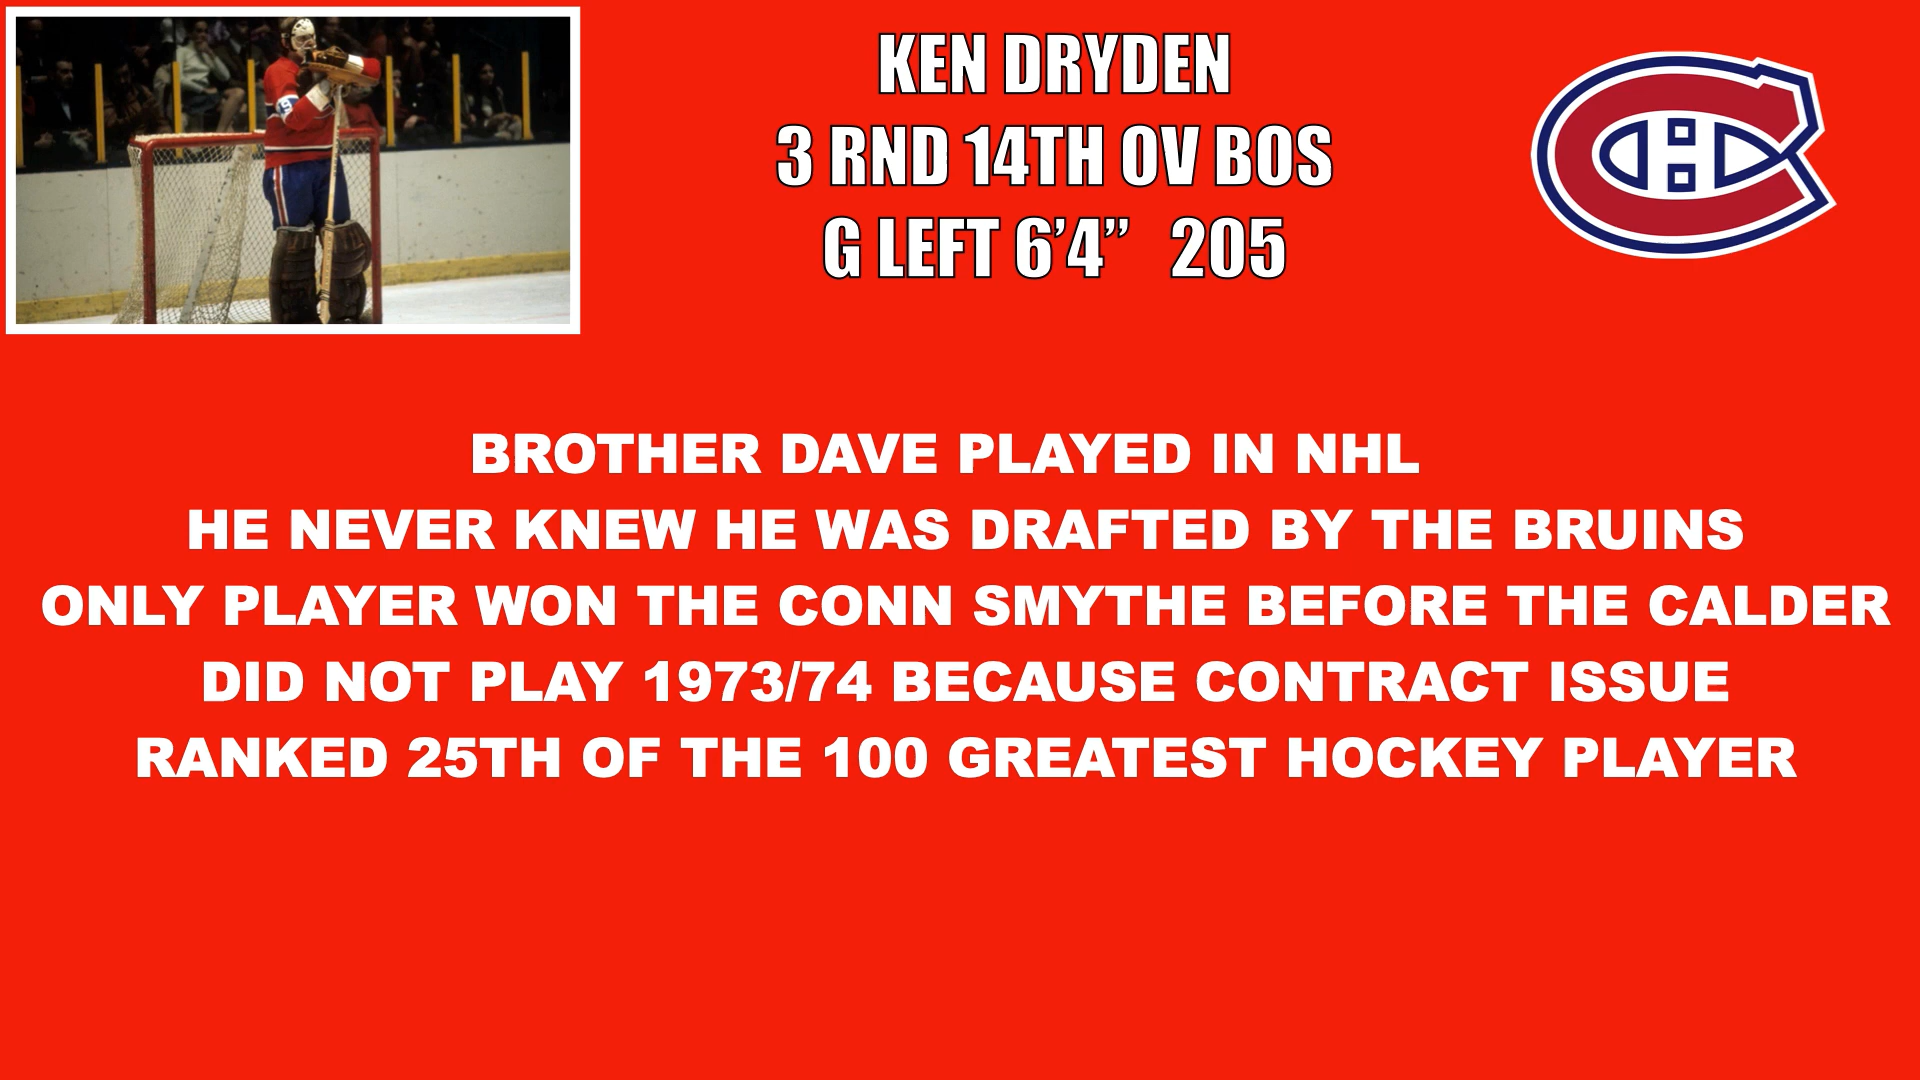 KEN DRYDEN
3 RND 14TH OV BOS
G LEFT 6’4” 205
BROTHER DAVE PLAYED IN NHL
HE NEVER KNEW HE WAS DRAFTED BY THE BRUINS
ONLY PLAYER WON THE CONN SMYTHE BEFORE THE CALDER
DID NOT PLAY 1973/74 BECAUSE CONTRACT ISSUE
RANKED 25TH OF THE 100 GREATEST HOCKEY PLAYER